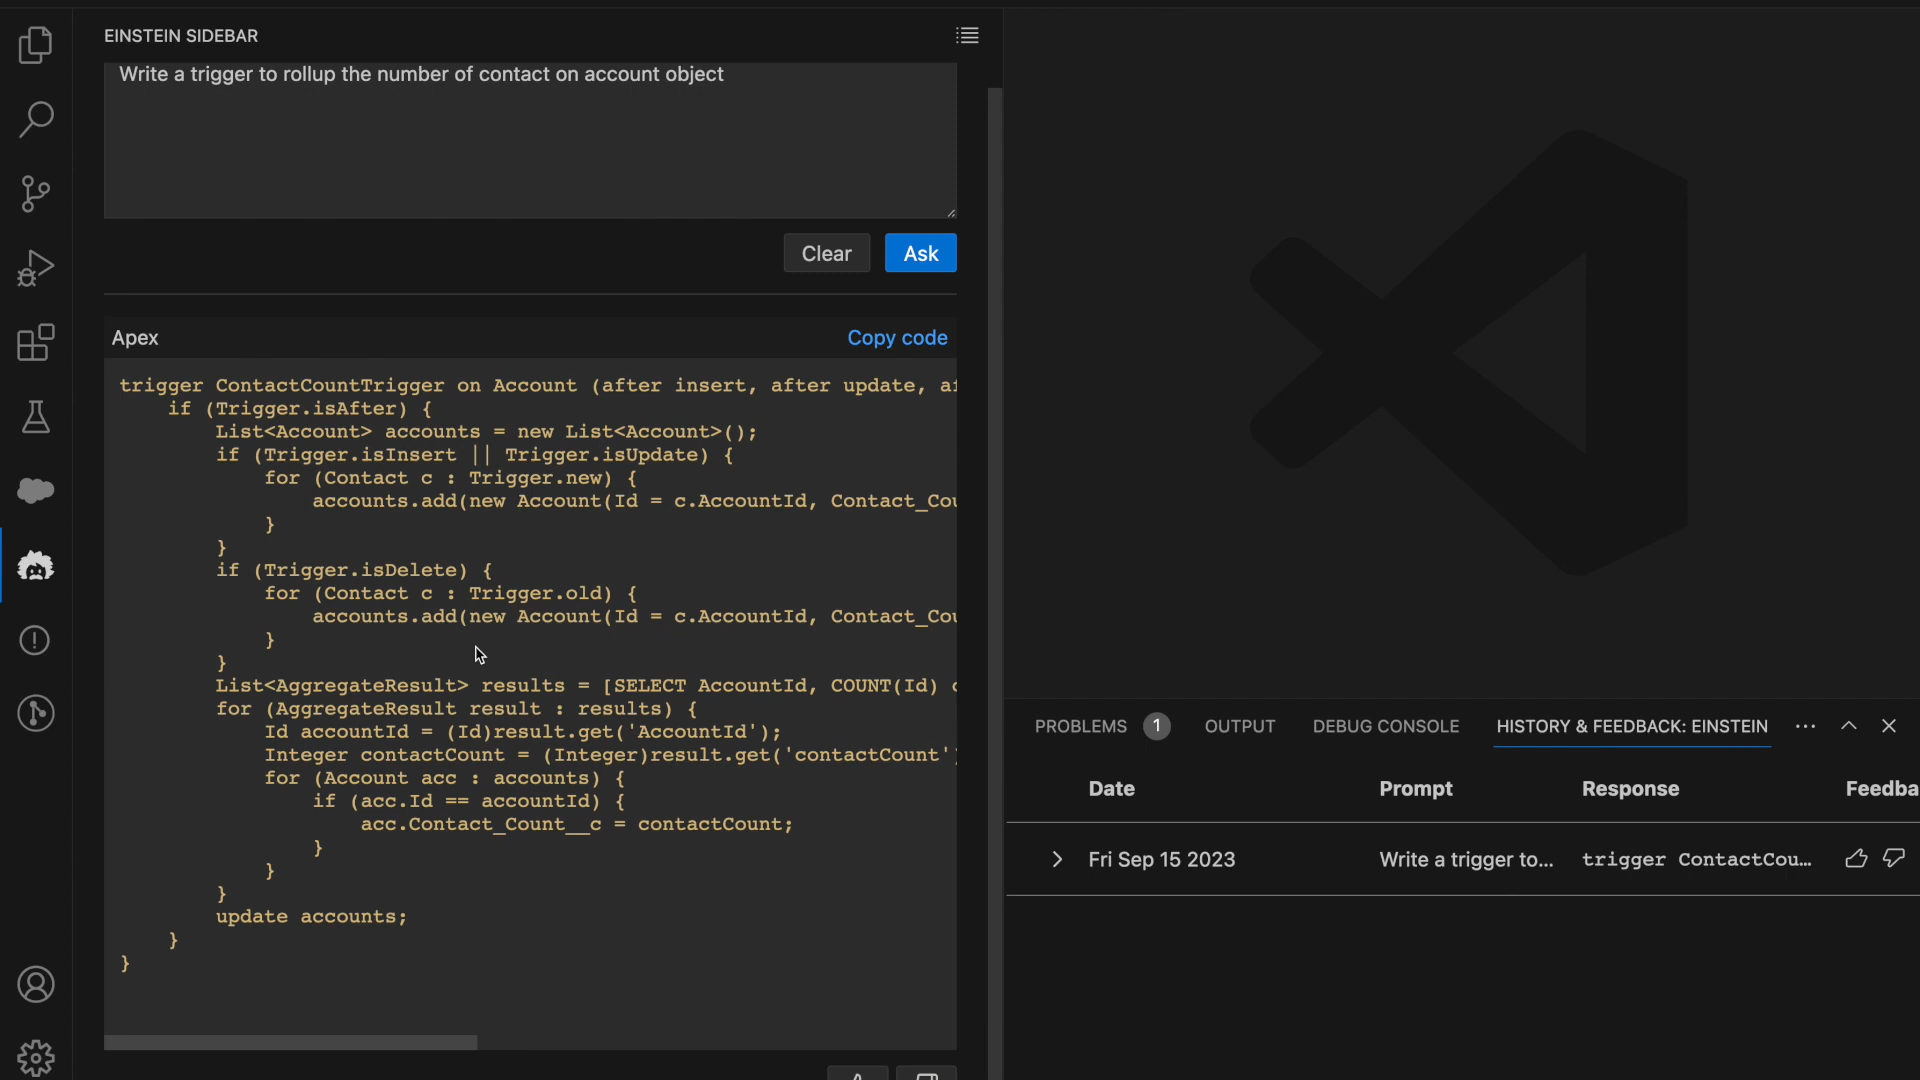 EINSTEIN SIDEBAR
Write a trigger to rollup the number of contact on account object
Clear
Ask
Apex
Copy code
trigger ContactCountTrigger on Account (after insert, after update,
if (Trigger.isAfter) {
List<Account> accounts = new List<Account>();
if (Trigger.isInsert || Trigger.isUpdate) {
for (Contact c : Trigger.new) {
accounts.add(new Account(Id = c.AccountId, Contact_Cou
}
}
if (Trigger.isDelete) {
for (Contact c : Trigger.old) {
accounts.add(new Account(Id = c.AccountId, Contact_Cou
}
}
List<AggregateResult> results = [SELECT AccountId, COUNT(Id)
for (AggregateResult result : results) {
Id accountId = (Id)result.get('AccountId');
Integer contactCount = (Integer)result.get('contactCount')
for (Account acc : accounts) {
if (acc.Id == accountId) {
acc.Contact_Count__c = contactCount;
}
}
}
update accounts;
}
}
PROBLEMS 1 OUTPUT DEBUG CONSOLE HISTORY & FEEDBACK: EINSTEIN
Date Prompt Response Feedba
Fri Sep 15 2023 Write a trigger to... trigger ContactCou...